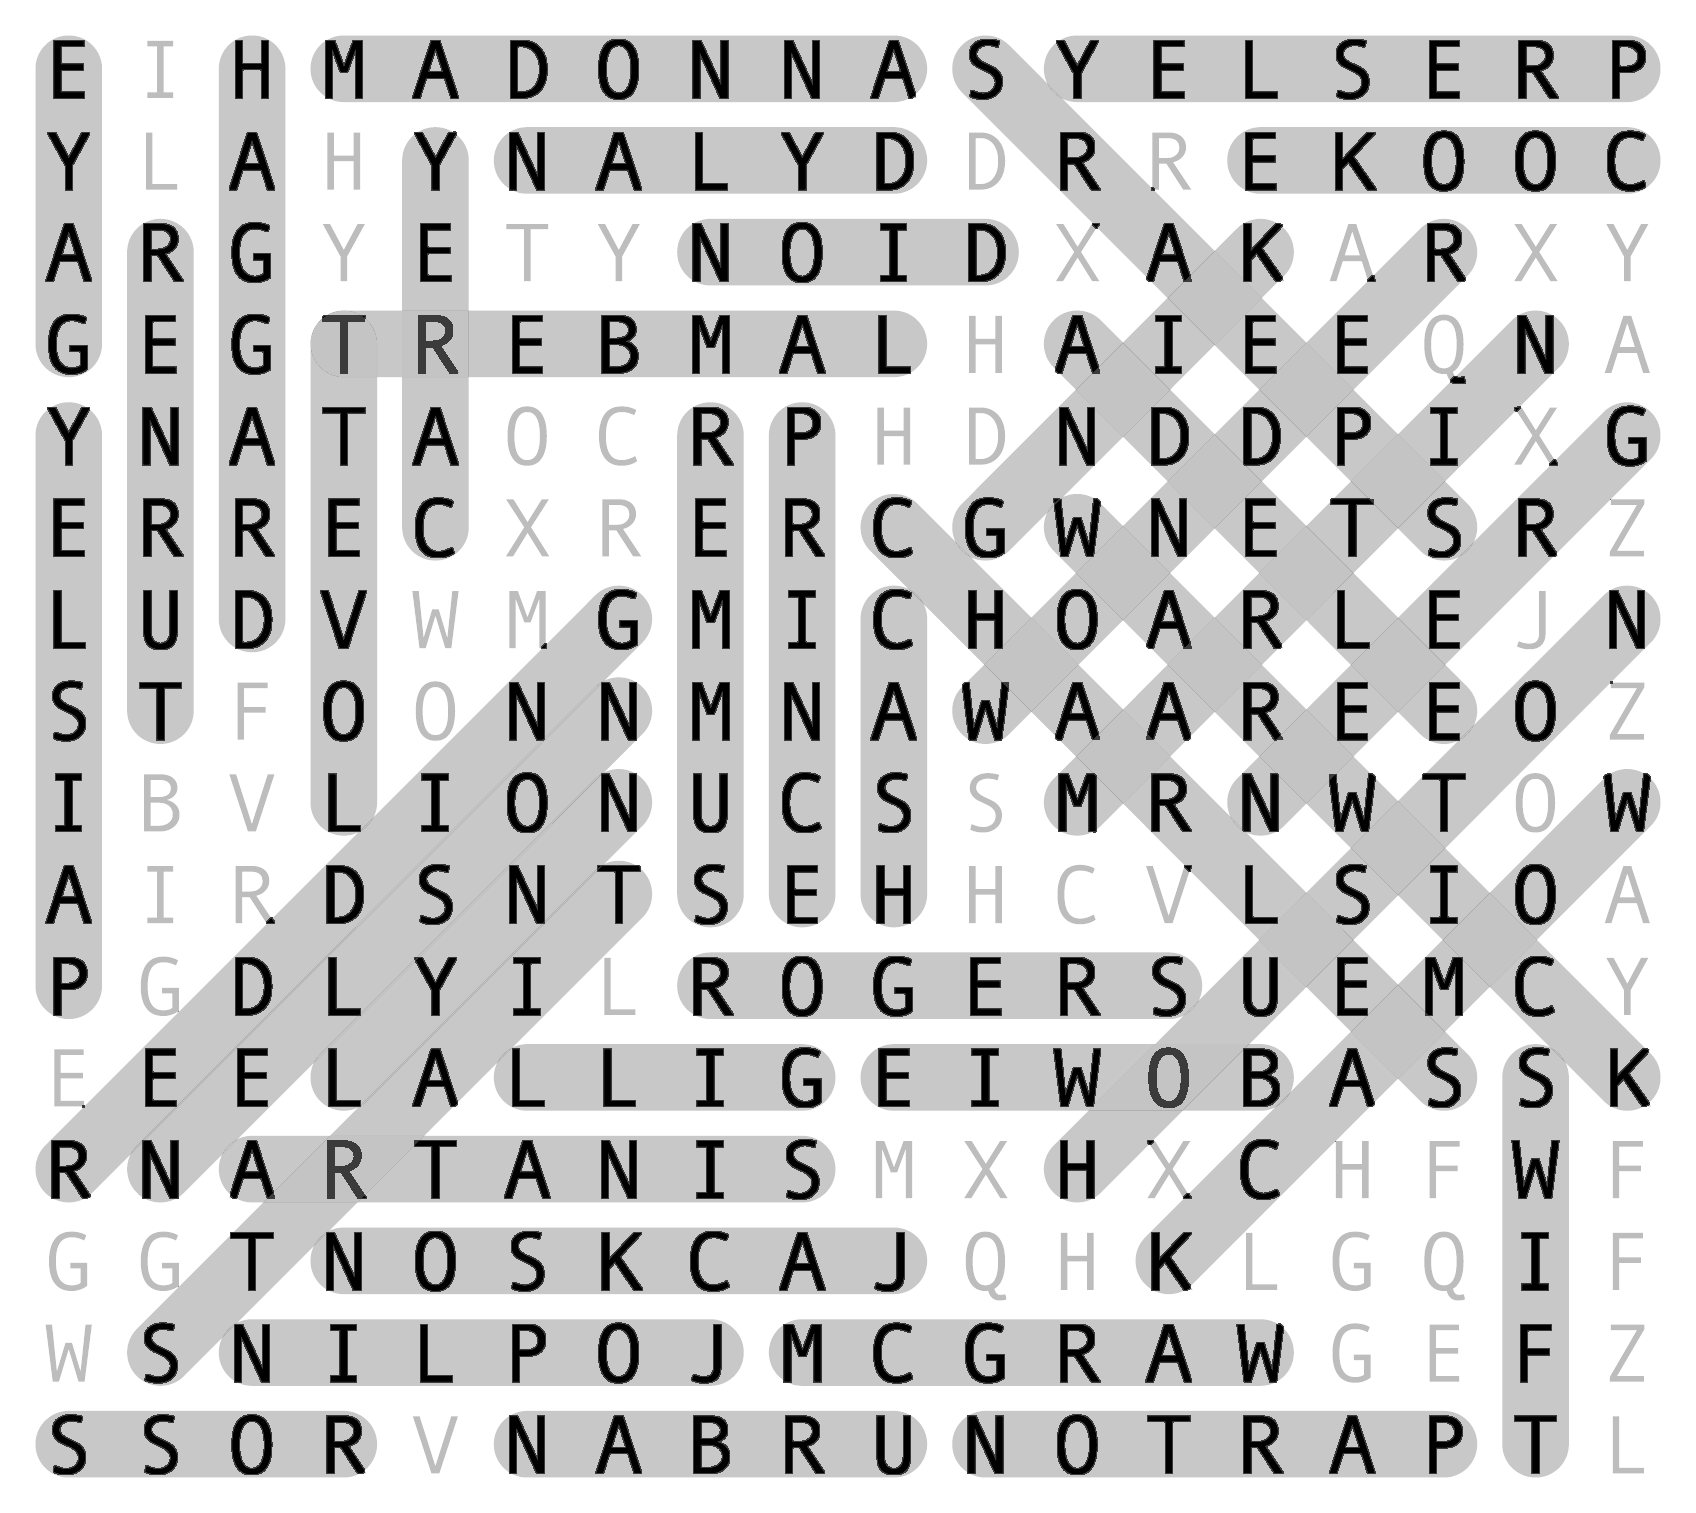 E I H M A D O N N A S Y E L S E R P
Y L A H Y N A L Y D D R R E K O O C
A R G Y E T Y N O I D X A K A R X Y
G E G T R E B M A L H A I E E Q N A
Y N A T A O C R P H D N D D P I X G
E R R E C X R E R C G W N E T S R Z
L U D V W M G M I C H O A R L E J N
S T F O O N N M N A W A A R E E O Z
I B V L I O N U C S S M R N W T O W
A I R D S N T S E H H C V L S I O A
P G D L Y I L R O G E R S U E M C Y
E E E L A L L I G E I W O B A S S K
R N A R T A N I S M X H X C H F W F
G G T N O S K C A J Q H K L G Q I F
W S N I L P O J M C G R A W G E F Z
S S O R V N A B R U N O T R A P T L